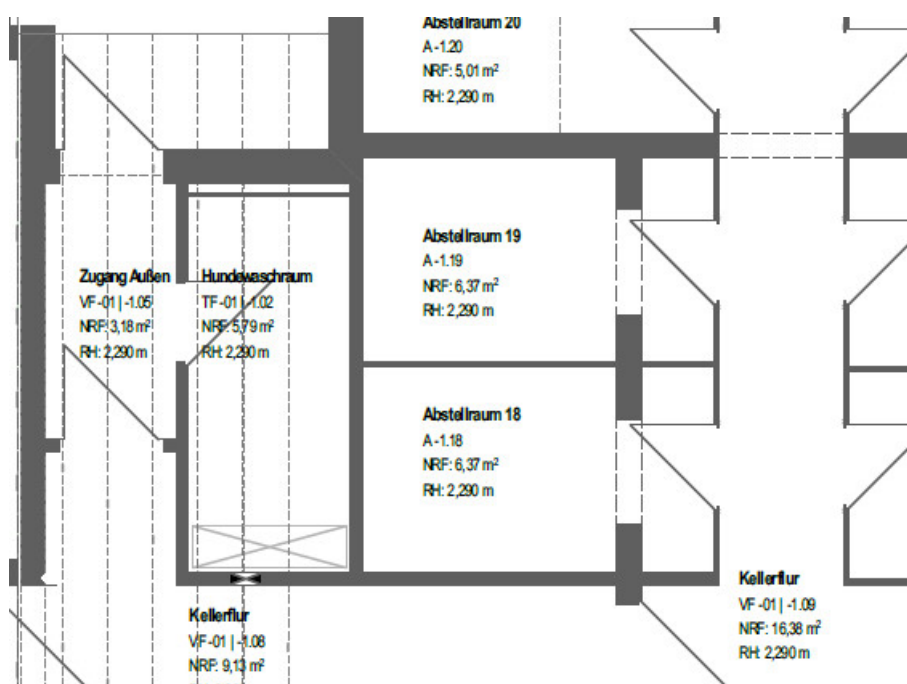 Abstellraum 20
A -1.20
NRF: 5,01 m²
RH: 2,290 m
Abstellraum 19
A -1.19
NRF: 6,37 m²
RH: 2,290 m
Zugang Außen
VF -01 | -1.05
NRF: 3,18 m²
RH: 2,290 m
Hundewaschraum
TF -01 | -1.02
NRF: 5,79 m²
RH: 2,290 m
Abstellraum 18
A -1.18
NRF: 6,37 m²
RH: 2,290 m
Kellerflur
VF -01 | -1.08
NRF: 9,13 m²
Kellerflur
VF -01 | -1.09
NRF: 16,38 m²
RH: 2,290 m